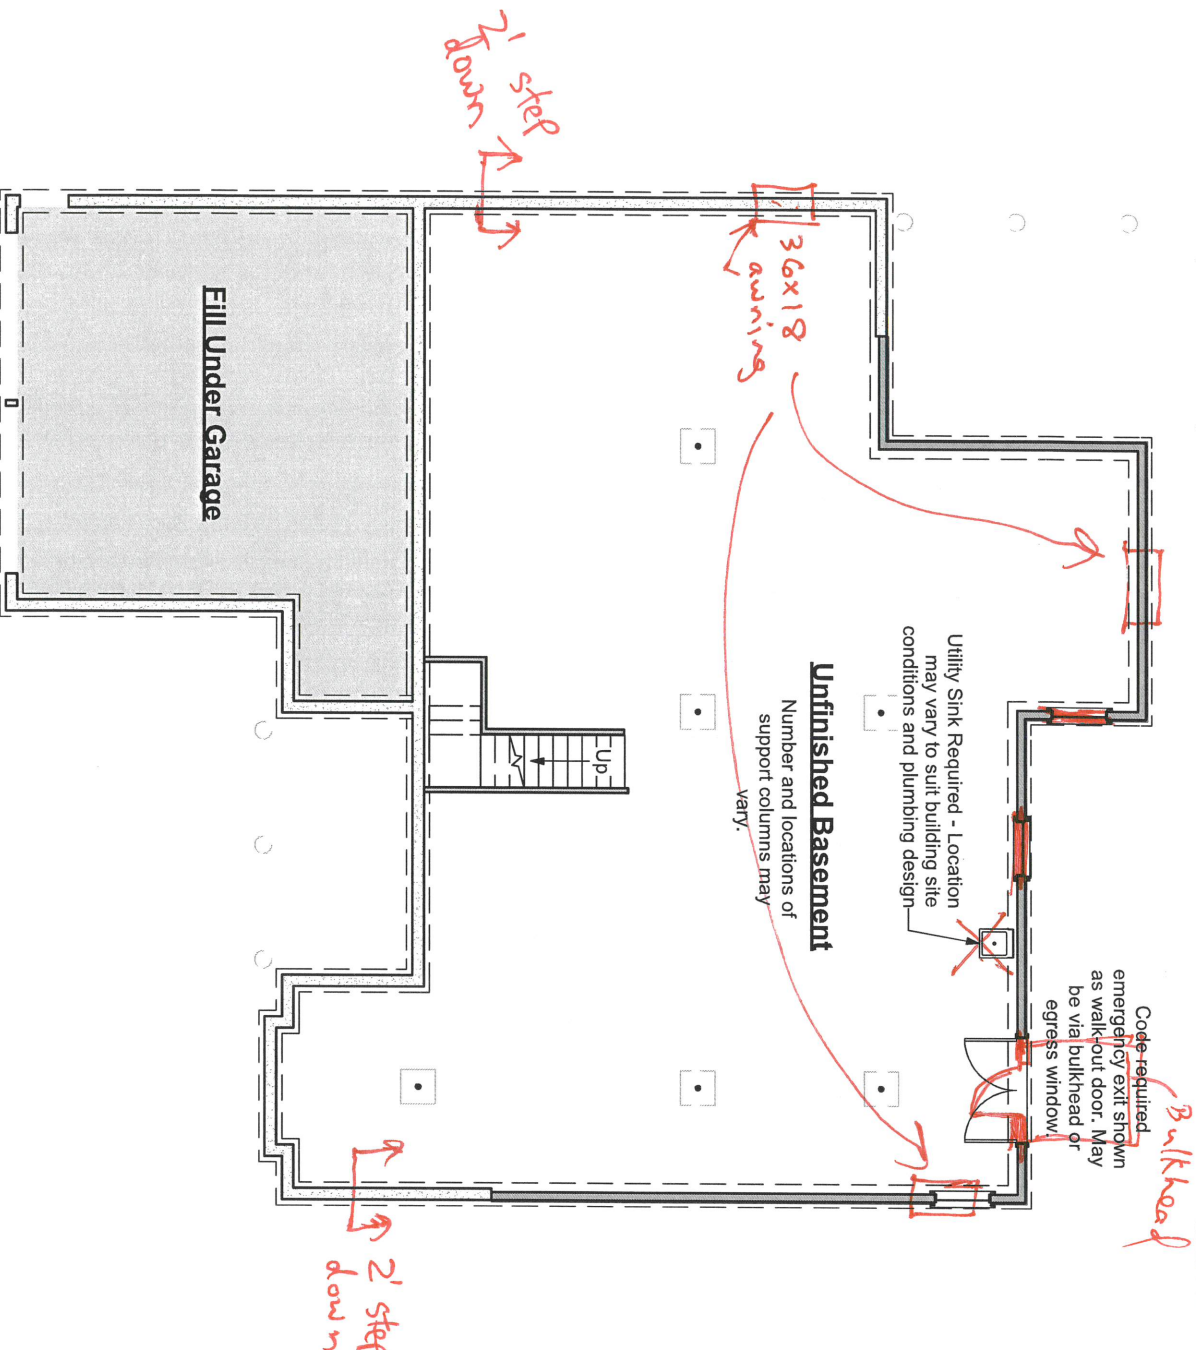 2' step
down
36x18
awning
Fill Under Garage
Utility Sink Required - Location
may vary to suit building site
conditions and plumbing design
Unfinished Basement
Number and locations of
support columns may
vary.
Up
Code required
emergency exit shown
as walk-out door. May
be via bulkhead or
egress window.
Bulkhead
2' step
down